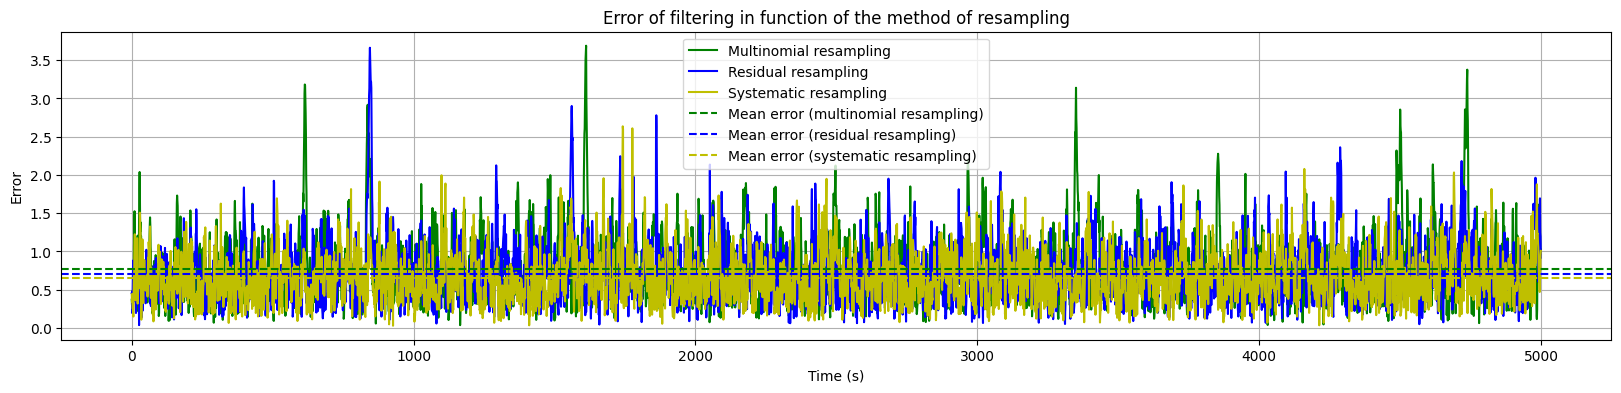 Error of filtering in function of the method of resampling
Error
3.5
3.0
2.5
2.0
1.5
1.0
0.5
0.0
Multinomial resampling
Residual resampling
Systematic resampling
Mean error (multinomial resampling)
Mean error (residual resampling)
Mean error (systematic resampling)
0 1000 2000 3000 4000 5000
Time (s)